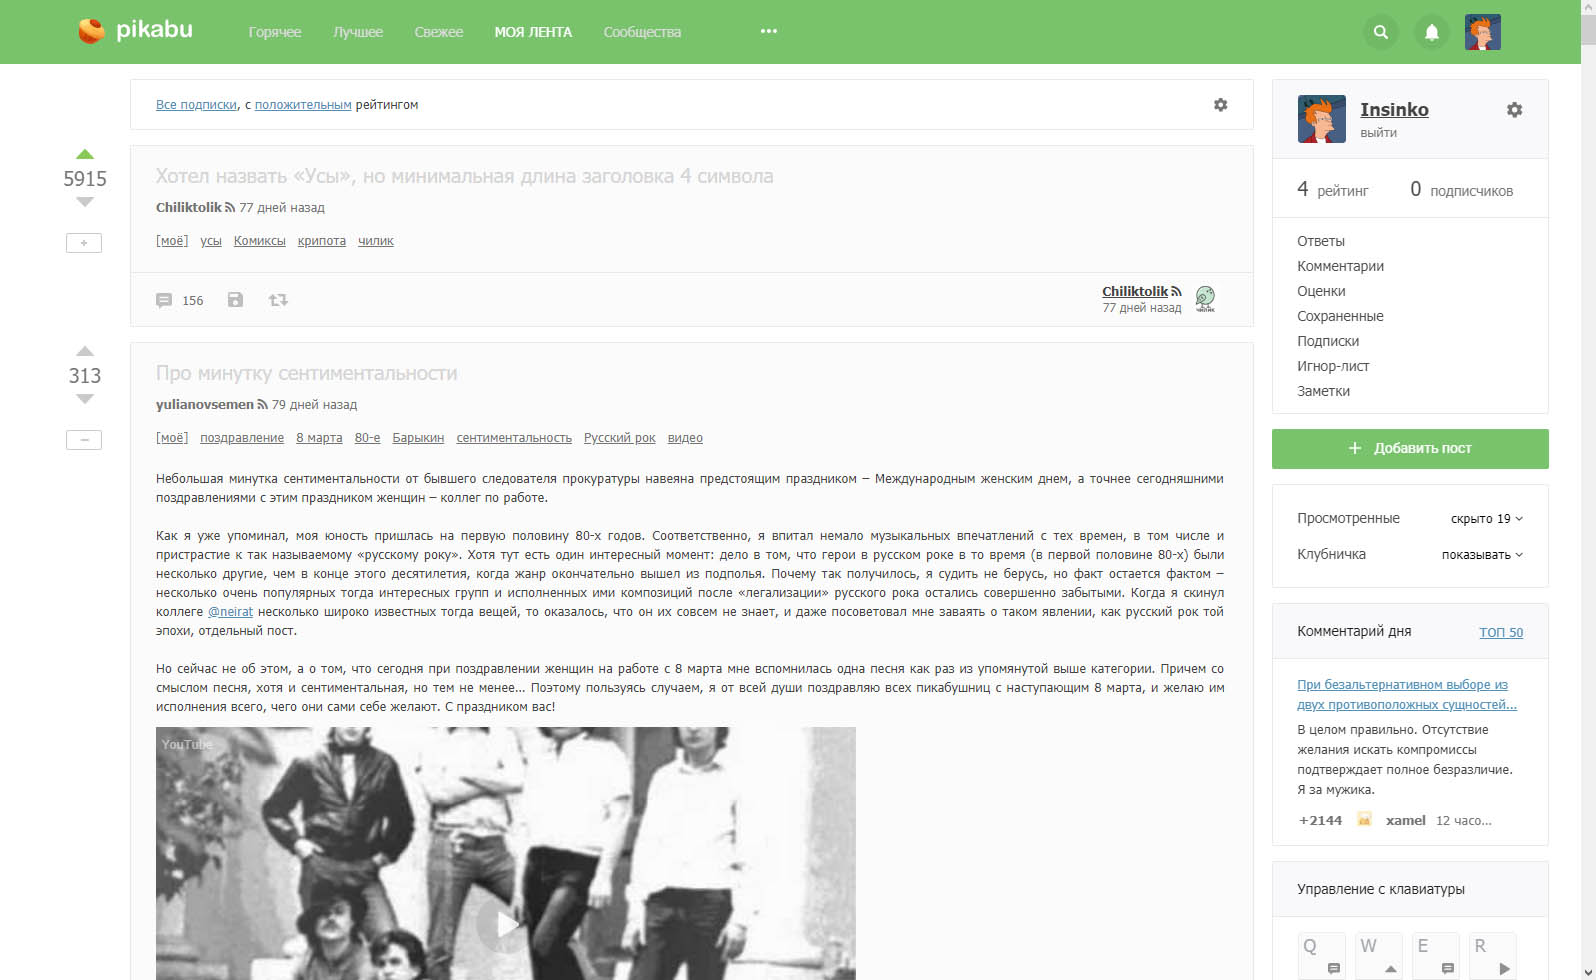 pikabu Горячее Лучшее Свежее МОЯ ЛЕНТА Сообщества •••
Все подписки, с положительным рейтингом
5915
Хотел назвать «Усы», но минимальная длина заголовка 4 символа
Chiliktolik 77 дней назад
[моё] усы Комиксы крипота чилик
156
Chiliktolik
77 дней назад
чилик
313
Про минутку сентиментальности
yulianovsemen 79 дней назад
[моё] поздравление 8 марта 80-е Барыкин сентиментальность Русский рок видео
Небольшая минутка сентиментальности от бывшего следователя прокуратуры навеяна предстоящим праздником – Международным женским днем, а точнее сегодняшними
поздравлениями с этим праздником женщин – коллег по работе.
Как я уже упоминал, моя юность пришлась на первую половину 80-х годов. Соответственно, я впитал немало музыкальных впечатлений с тех времен, в том числе и
пристрастие к так называемому «русскому року». Хотя тут есть один интересный момент: дело в том, что герои в русском роке в то время (в первой половине 80-х) были
несколько другие, чем в конце этого десятилетия, когда жанр окончательно вышел из подполья. Почему так получилось, я судить не берусь, но факт остается фактом –
несколько очень популярных тогда интересных групп и исполненных ими композиций после «легализации» русского рока остались совершенно забытыми. Когда я скинул
коллеге @neirat несколько широко известных тогда вещей, то оказалось, что он их совсем не знает, и даже посоветовал мне заваять о таком явлении, как русский рок той
эпохи, отдельный пост.
Но сейчас не об этом, а о том, что сегодня при поздравлении женщин на работе с 8 марта мне вспомнилась одна песня как раз из упомянутой выше категории. Причем со
смыслом песня, хотя и сентиментальная, но тем не менее... Поэтому пользуясь случаем, я от всей души поздравляю всех пикабушниц с наступающим 8 марта, и желаю им
исполнения всего, чего они сами себе желают. С праздником вас!
YouTube
Insinko
выйти
4 рейтинг 0 подписчиков
Ответы
Комментарии
Оценки
Сохраненные
Подписки
Игнор-лист
Заметки
+ Добавить пост
Просмотренные скрыто 19
Клубничка показывать
Комментарий дня ТОП 50
При безальтернативном выборе из
двух противоположных сущностей...
В целом правильно. Отсутствие
желания искать компромиссы
подтверждает полное безразличие.
Я за мужика.
+2144 xamel 12 часо...
Управление с клавиатуры
Q W E R